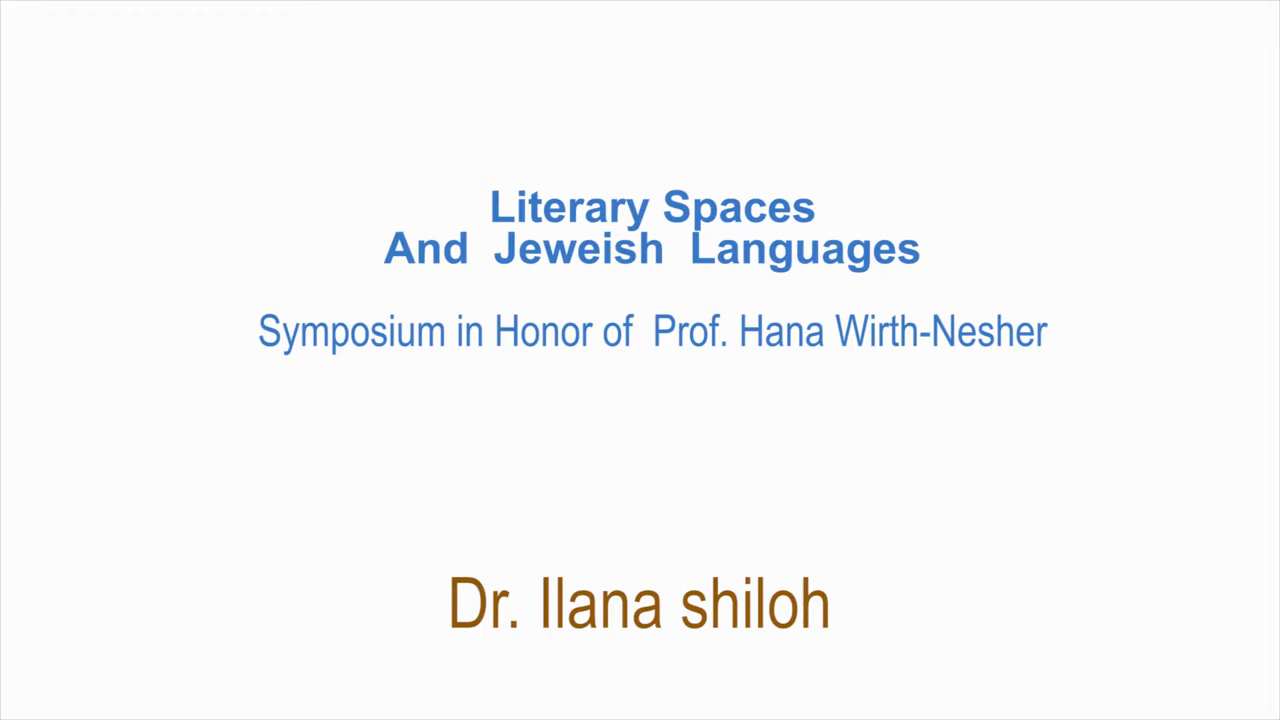 Literary Spaces
And Jeweish Languages
Symposium in Honor of Prof. Hana Wirth-Nesher
Dr. Ilana shiloh